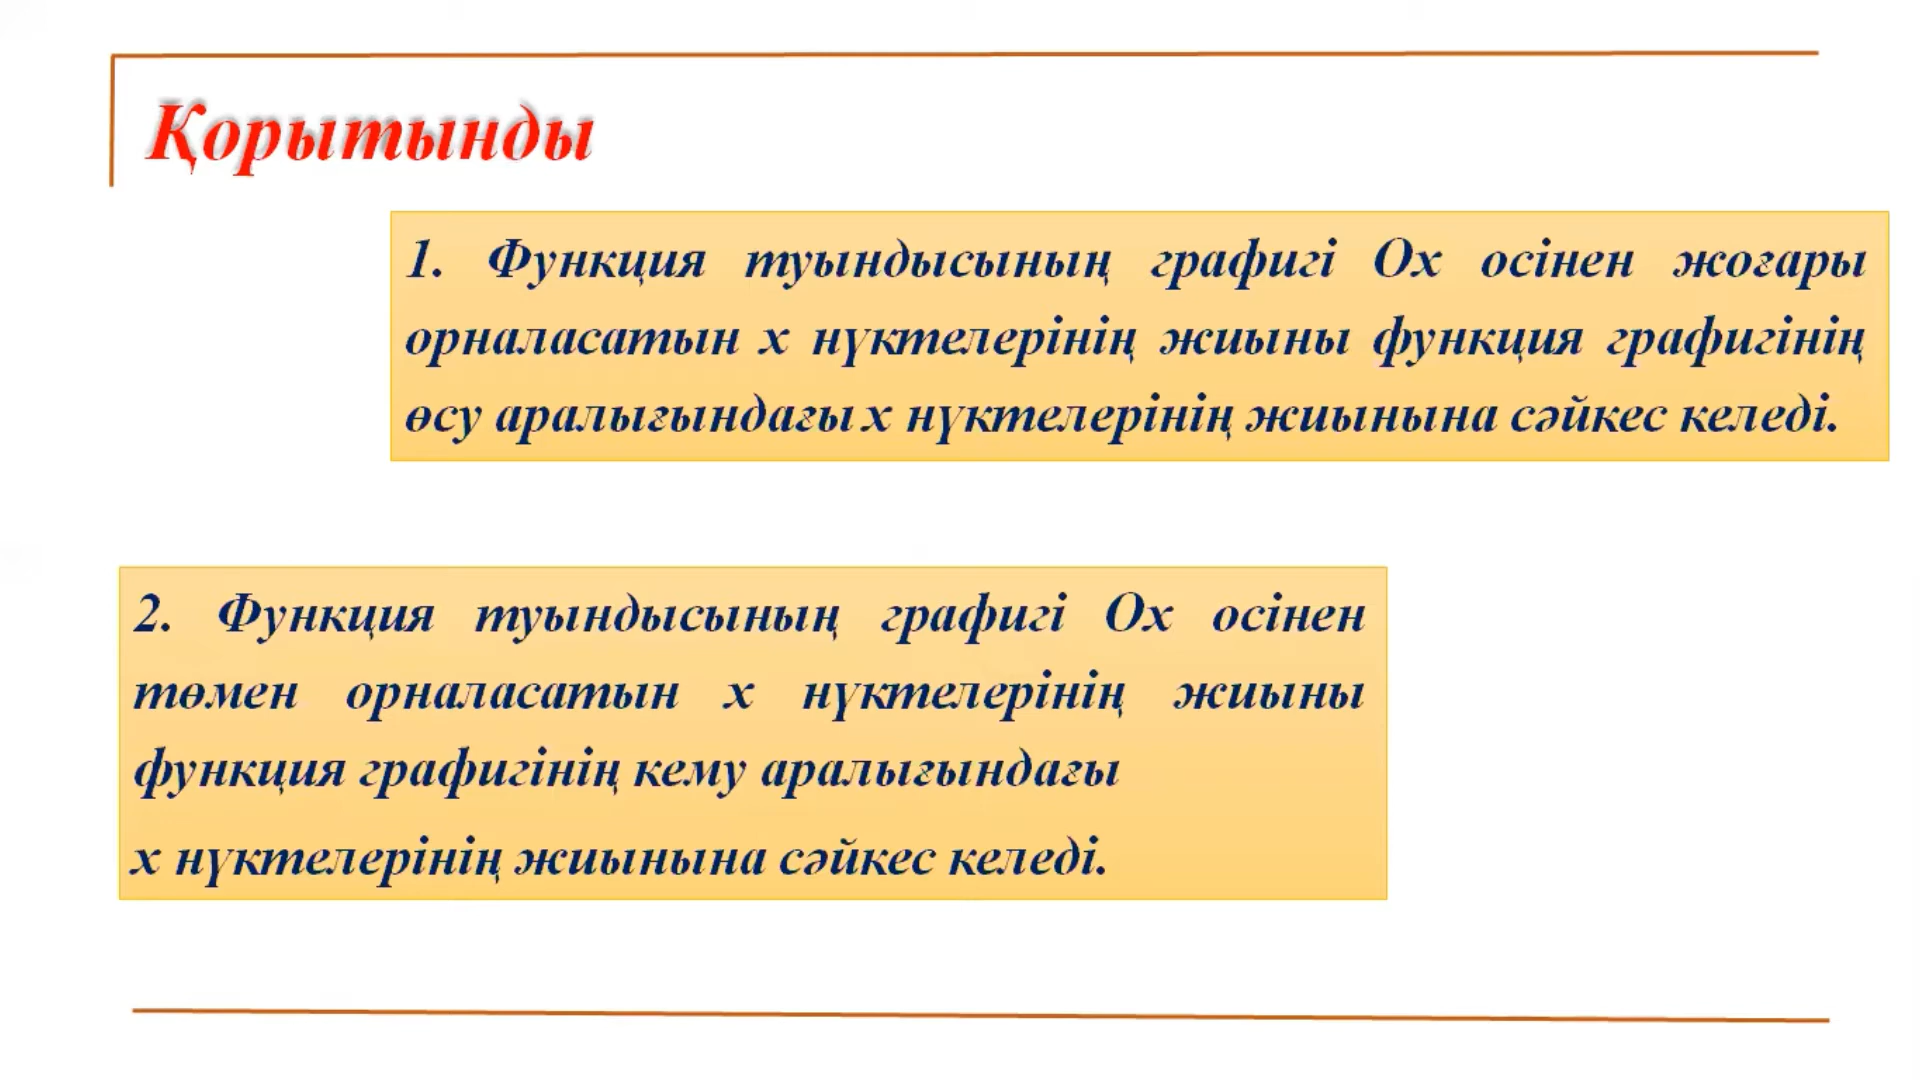 Қорытынды
1. Функция туындысының графигі Ох осінен жоғары
орналасатын х нүктелерінің жиыны функция графигінің
өсу аралығындағы х нүктелерінің жиынына сәйкес келеді.
2. Функция туындысының графигі Ох осінен
төмен орналасатын х нүктелерінің жиыны
функция графигінің кему аралығындағы
х нүктелерінің жиынына сәйкес келеді.